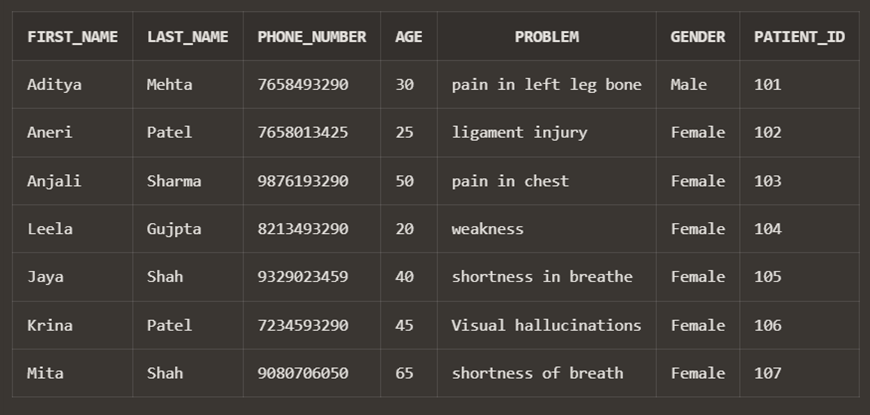 FIRST_NAME LAST_NAME PHONE_NUMBER AGE PROBLEM GENDER PATIENT_ID
Aditya Mehta 7658493290 30 pain in left leg bone Male 101
Aneri Patel 7658013425 25 ligament injury Female 102
Anjali Sharma 9876193290 50 pain in chest Female 103
Leela Gujpta 8213493290 20 weakness Female 104
Jaya Shah 9329023459 40 shortness in breathe Female 105
Krina Patel 7234593290 45 Visual hallucinations Female 106
Mita Shah 9080706050 65 shortness of breath Female 107